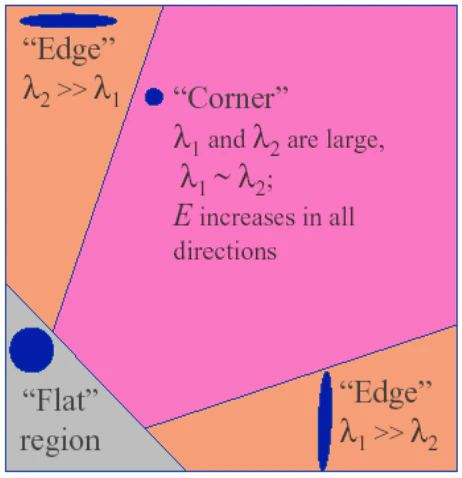 “Edge”
λ₂ >> λ₁
“Corner”
λ₁ and λ₂ are large,
λ₁ ~ λ₂;
E increases in all
directions
“Flat”
region
“Edge”
λ₁ >> λ₂